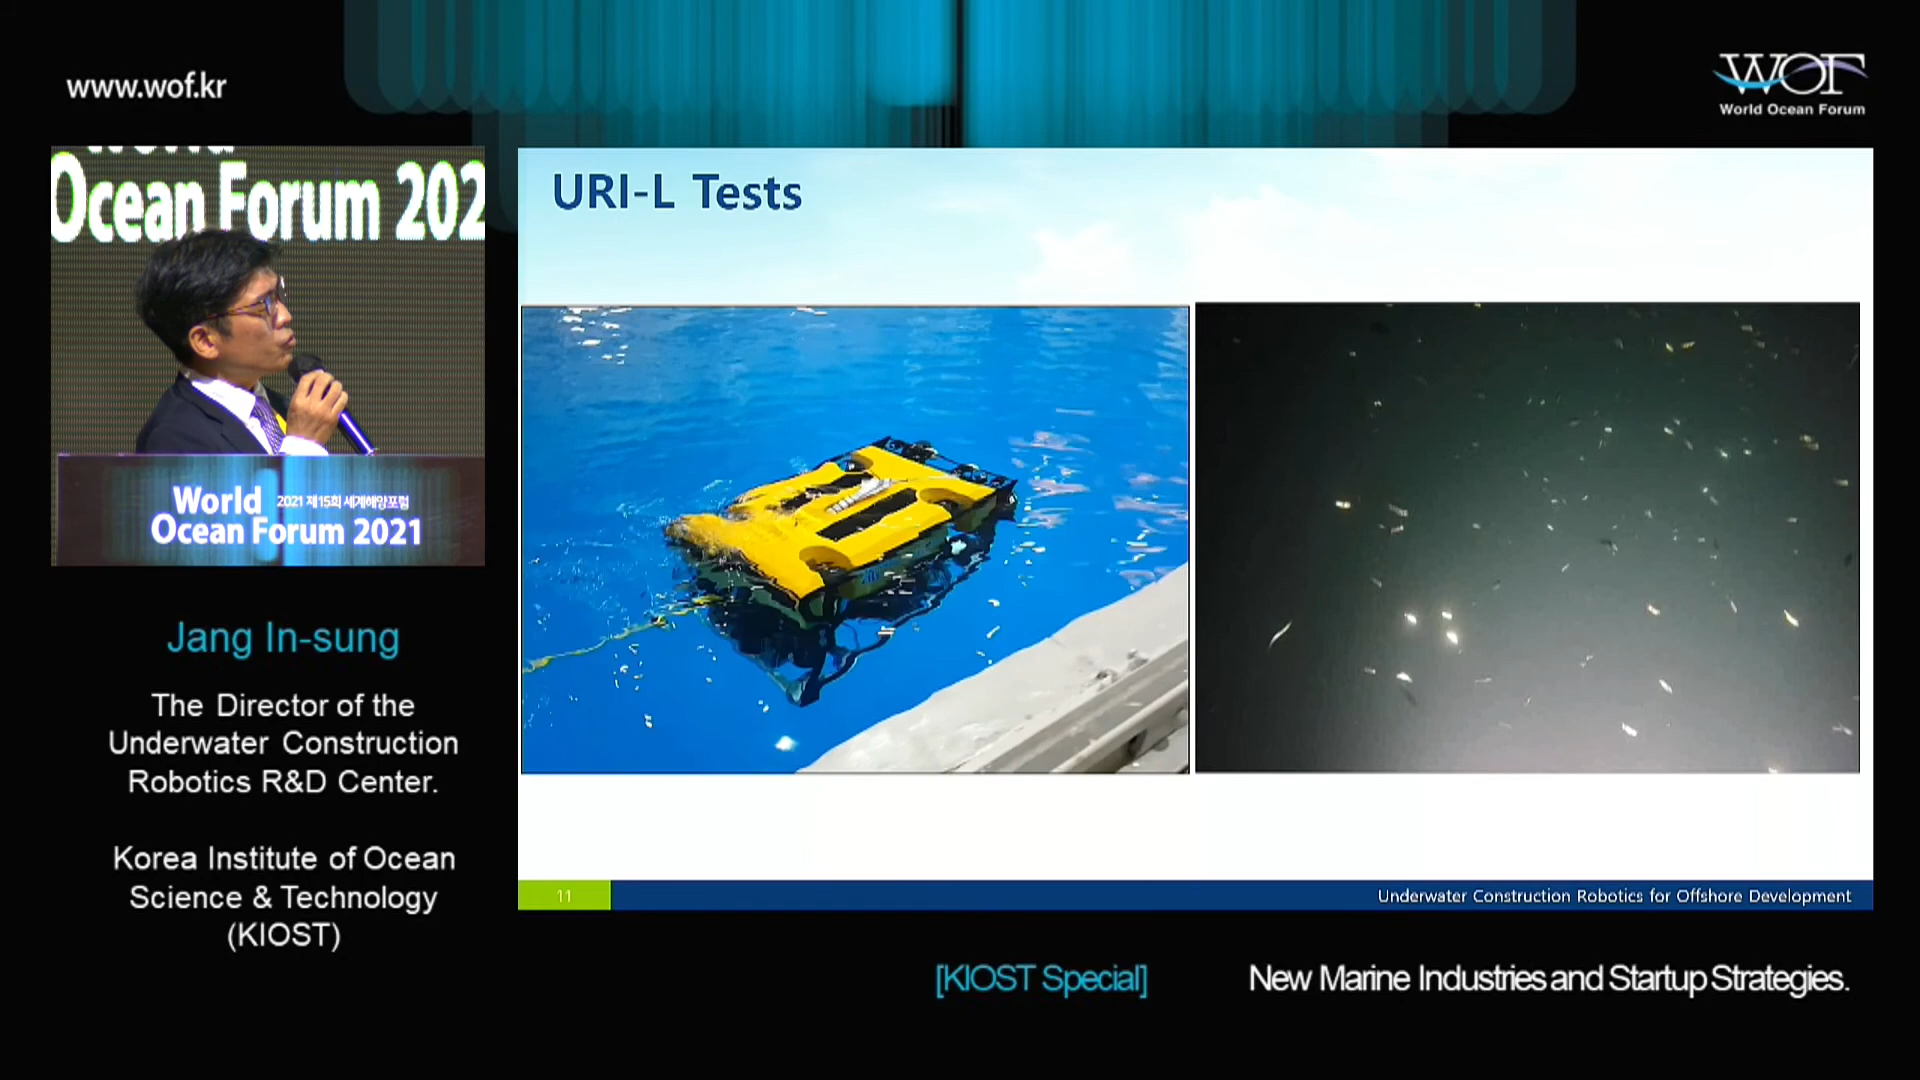 www.wof.kr
WOF
World Ocean Forum
Ocean Forum 202
World 2021 제15회 세계해양포럼
Ocean Forum 2021
Jang In-sung
The Director of the
Underwater Construction
Robotics R&D Center.
Korea Institute of Ocean
Science & Technology
(KIOST)
URI-L Tests
11
Underwater Construction Robotics for Offshore Development
[KIOST Special]
New Marine Industries and Startup Strategies.